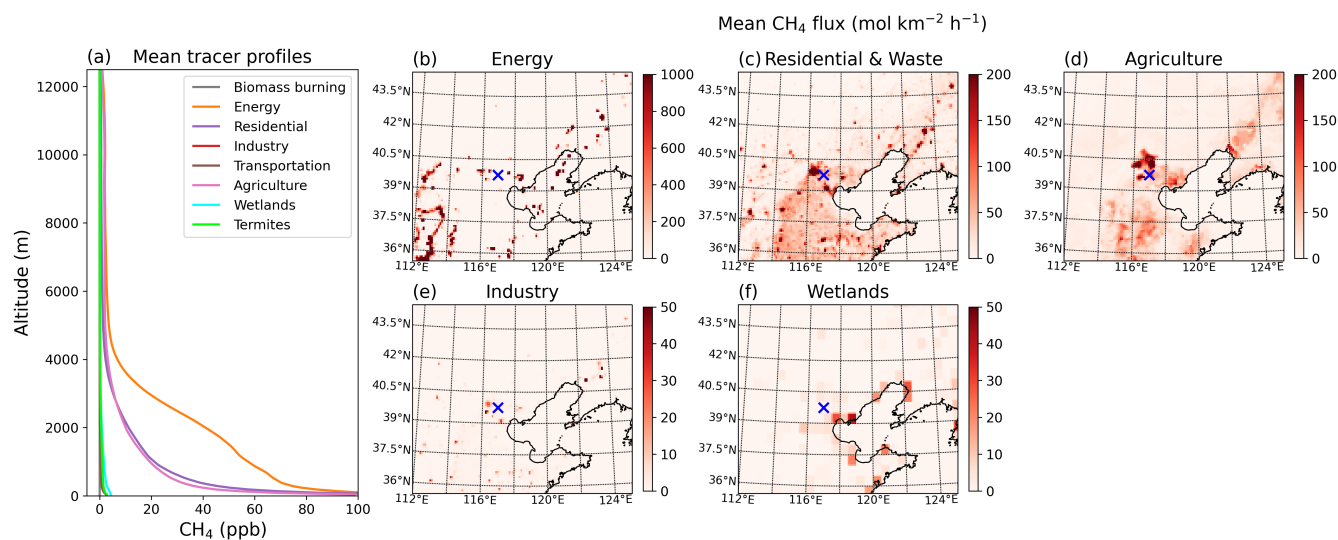 Mean CH₄ flux (mol km⁻² h⁻¹)
(a) Mean tracer profiles
Biomass burning
Energy
Residential
Industry
Transportation
Agriculture
Wetlands
Termites
12000
10000
8000
6000
4000
2000
0
Altitude (m)
0 20 40 60 80 100
CH₄ (ppb)
(b) Energy
43.5°N
42°N
40.5°N
39°N
37.5°N
36°N
112°E 116°E 120°E 124°E
1000
800
600
400
200
0
(c) Residential & Waste
43.5°N
42°N
40.5°N
39°N
37.5°N
36°N
112°E 116°E 120°E 124°E
200
150
100
50
0
(d) Agriculture
43.5°N
42°N
40.5°N
39°N
37.5°N
36°N
112°E 116°E 120°E 124°E
200
150
100
50
0
(e) Industry
43.5°N
42°N
40.5°N
39°N
37.5°N
36°N
112°E 116°E 120°E 124°E
50
40
30
20
10
0
(f) Wetlands
43.5°N
42°N
40.5°N
39°N
37.5°N
36°N
112°E 116°E 120°E 124°E
50
40
30
20
10
0